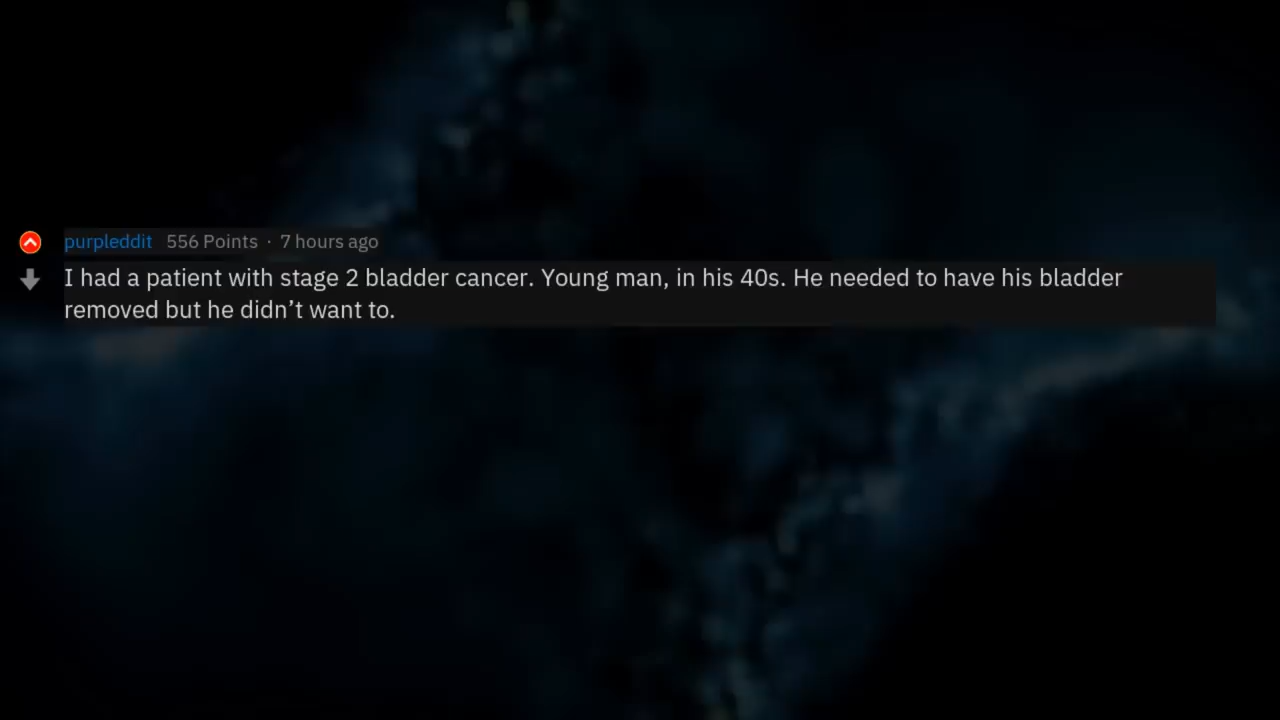 purpleddit 556 Points · 7 hours ago
I had a patient with stage 2 bladder cancer. Young man, in his 40s. He needed to have his bladder
removed but he didn’t want to.